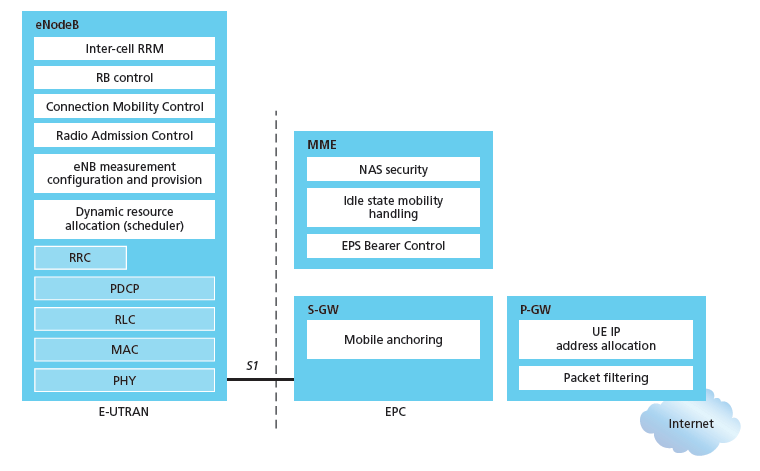 eNodeB
Inter-cell RRM
RB control
Connection Mobility Control
Radio Admission Control
eNB measurement
configuration and provision
Dynamic resource
allocation (scheduler)
RRC
PDCP
RLC
MAC
PHY
E-UTRAN
S1
MME
NAS security
Idle state mobility
handling
EPS Bearer Control
S-GW
Mobile anchoring
EPC
P-GW
UE IP
address allocation
Packet filtering
Internet